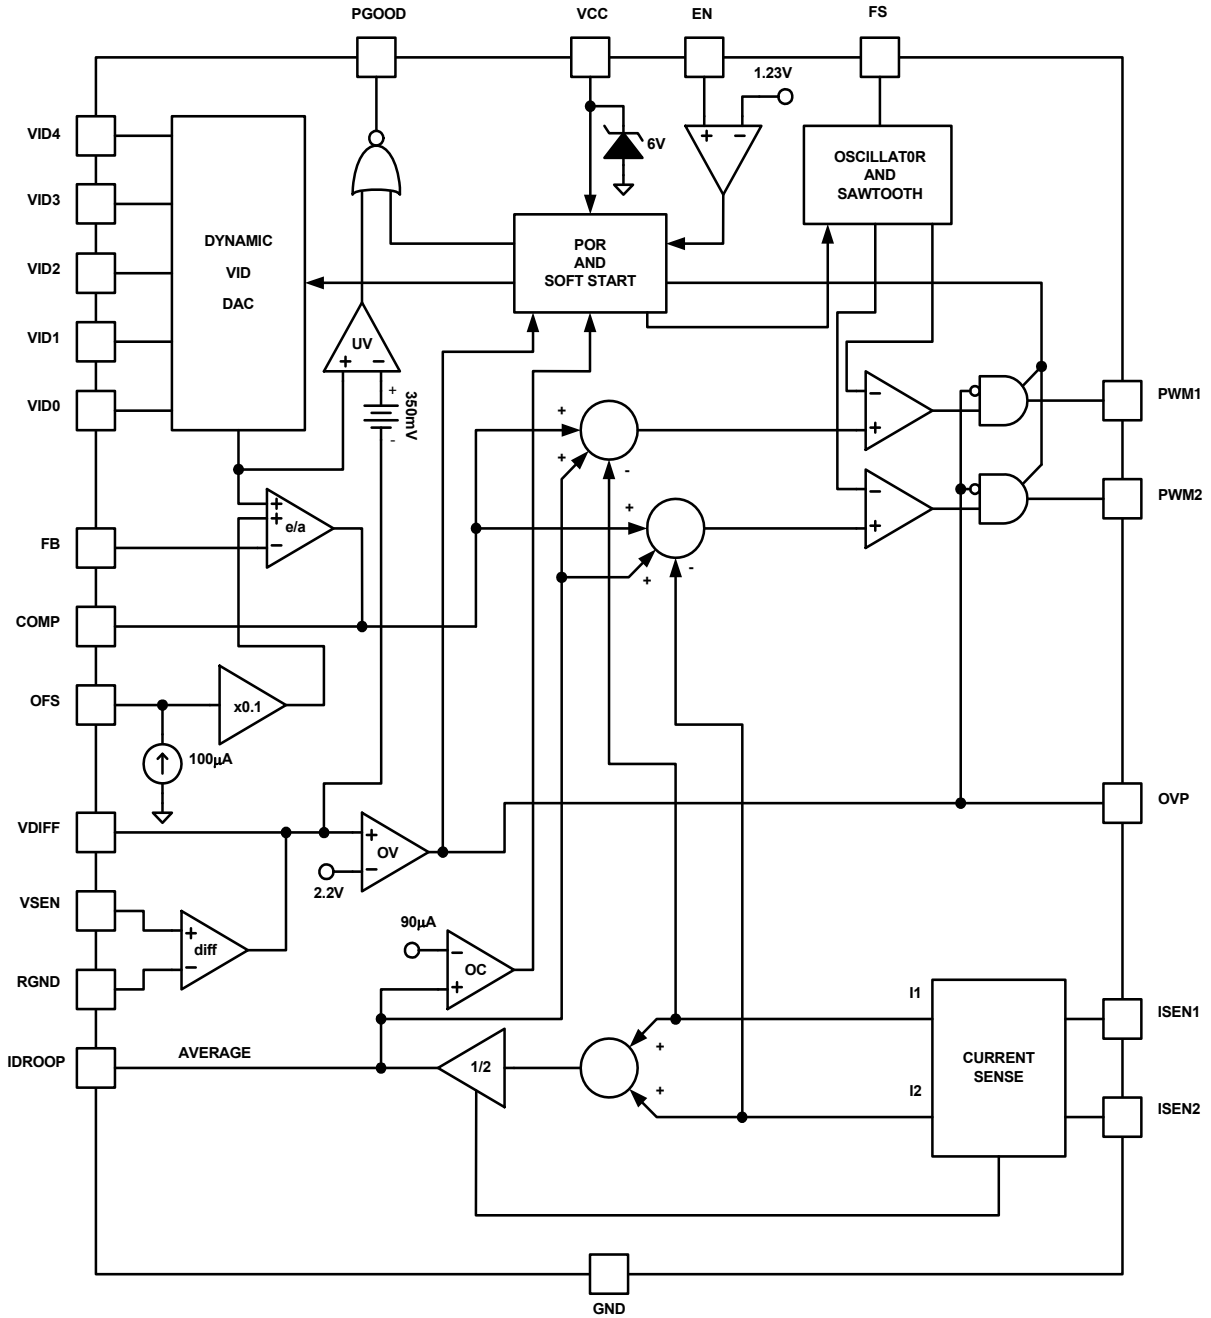 PGOOD
VCC
EN
FS
1.23V
VID4
6V
OSCILLAT0R
AND
SAWTOOTH
VID3
DYNAMIC
VID
DAC
POR
AND
SOFT START
VID2
VID1
UV
+ −
+
350mV
-
VID0
PWM1
+
+
-
−
+
PWM2
+
+
-
−
+
+
+
−
e/a
FB
COMP
OFS
x0.1
100µA
OVP
VDIFF
+
−
OV
2.2V
VSEN
+
−
diff
RGND
90µA
−
+
OC
I1
ISEN1
IDROOP
AVERAGE
1/2
+
+
CURRENT
SENSE
I2
ISEN2
GND
+ −